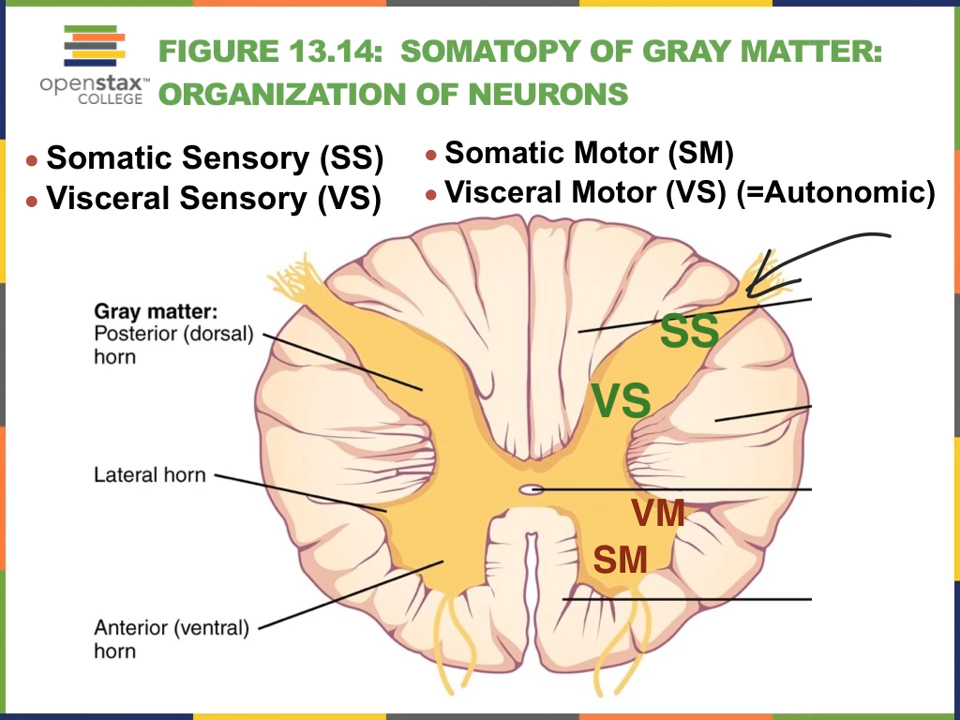 openstax™
COLLEGE
FIGURE 13.14: SOMATOPY OF GRAY MATTER:
ORGANIZATION OF NEURONS
• Somatic Sensory (SS)
• Visceral Sensory (VS)
• Somatic Motor (SM)
• Visceral Motor (VS) (=Autonomic)
Gray matter:
Posterior (dorsal)
horn
Lateral horn
Anterior (ventral)
horn
SS
VS
VM
SM